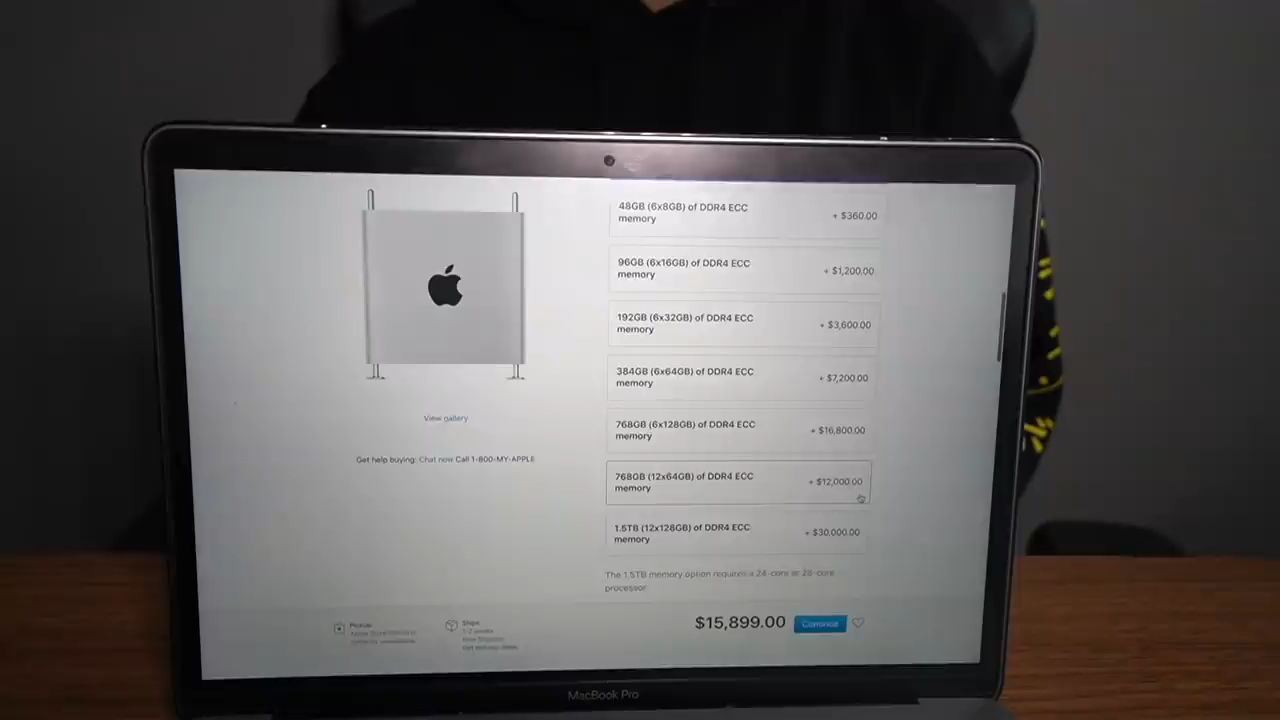 48GB (6x8GB) of DDR4 ECC
memory
+ $360.00
96GB (6x16GB) of DDR4 ECC
memory
+ $1,200.00
192GB (6x32GB) of DDR4 ECC
memory
+ $3,600.00
384GB (6x64GB) of DDR4 ECC
memory
+ $7,200.00
View gallery
768GB (6x128GB) of DDR4 ECC
memory
+ $16,800.00
Get help buying: Chat now Call 1-800-MY-APPLE
768GB (12x64GB) of DDR4 ECC
memory
+ $12,000.00
1.5TB (12x128GB) of DDR4 ECC
memory
+ $30,000.00
The 1.5TB memory option requires a 24-core or 28-core
processor.
Pickup:
Ships:
$15,899.00
Continue
MacBook Pro